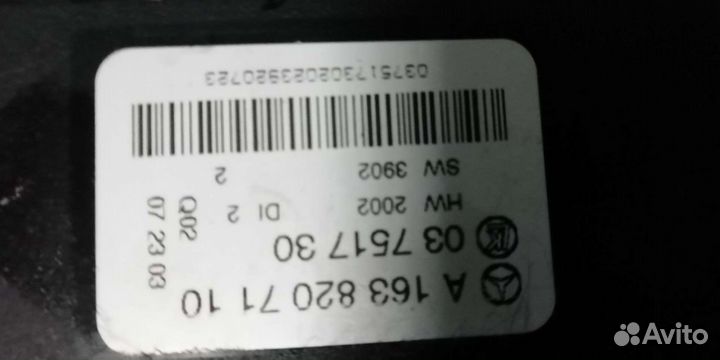 A 163 820 71 10
03 7517 30
HW 2002 DI 2 Q02
SW 3902 2 07 23 03
037517302023920723
Avito